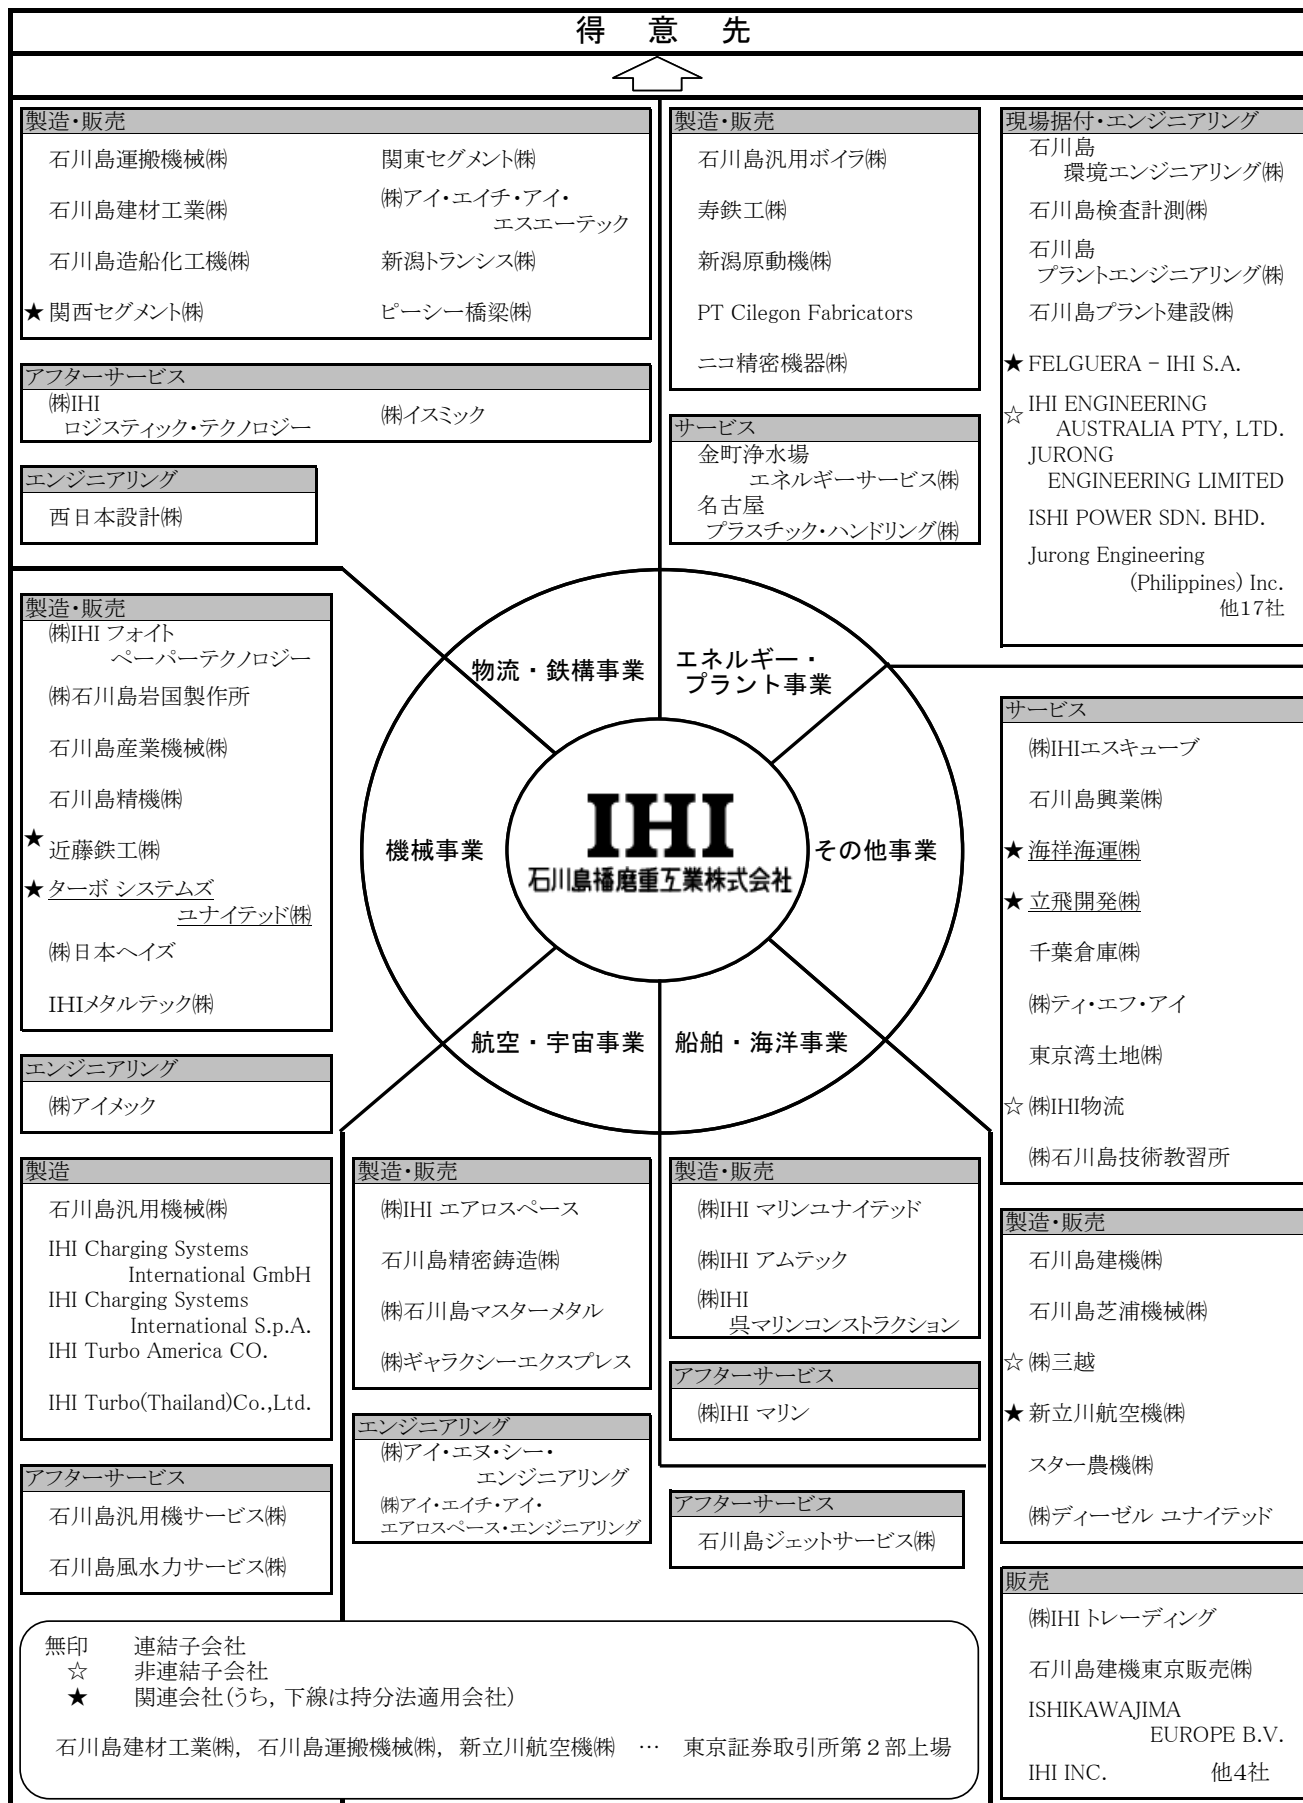 得 意 先
製造・販売
石川島運搬機械㈱
関東セグメント㈱
石川島建材工業㈱
㈱アイ・エイチ・アイ・
エスエーテック
石川島造船化工機㈱
新潟トランシス㈱
★ 関西セグメント㈱
ピーシー橋梁㈱
アフターサービス
㈱IHI
ロジスティック・テクノロジー
㈱イスミック
エンジニアリング
西日本設計㈱
製造・販売
石川島汎用ボイラ㈱
寿鉄工㈱
新潟原動機㈱
PT Cilegon Fabricators
ニコ精密機器㈱
サービス
金町浄水場
エネルギーサービス㈱
名古屋
プラスチック・ハンドリング㈱
現場据付・エンジニアリング
石川島
環境エンジニアリング㈱
石川島検査計測㈱
石川島
プラントエンジニアリング㈱
石川島プラント建設㈱
★ FELGUERA - IHI S.A.
☆ IHI ENGINEERING
AUSTRALIA PTY, LTD.
JURONG
ENGINEERING LIMITED
ISHI POWER SDN. BHD.
Jurong Engineering
(Philippines) Inc.
他17社
物流・鉄構事業
エネルギー・
プラント事業
機械事業
IHI
石川島播磨重工業株式会社
その他事業
航空・宇宙事業
船舶・海洋事業
製造・販売
㈱IHI フォイト
ペーパーテクノロジー
㈱石川島岩国製作所
石川島産業機械㈱
石川島精機㈱
★ 近藤鉄工㈱
★ ターボ システムズ
ユナイテッド㈱
㈱日本ヘイズ
IHIメタルテック㈱
エンジニアリング
㈱アイメック
製造
石川島汎用機械㈱
IHI Charging Systems
International GmbH
IHI Charging Systems
International S.p.A.
IHI Turbo America CO.
IHI Turbo(Thailand)Co.,Ltd.
アフターサービス
石川島汎用機サービス㈱
石川島風水力サービス㈱
製造・販売
㈱IHI エアロスペース
石川島精密鋳造㈱
㈱石川島マスターメタル
㈱ギャラクシーエクスプレス
エンジニアリング
㈱アイ・エヌ・シー・
エンジニアリング
㈱アイ・エイチ・アイ・
エアロスペース・エンジニアリング
製造・販売
㈱IHI マリンユナイテッド
㈱IHI アムテック
㈱IHI
呉マリンコンストラクション
アフターサービス
㈱IHI マリン
アフターサービス
石川島ジェットサービス㈱
サービス
㈱IHIエスキューブ
石川島興業㈱
★ 海祥海運㈱
★ 立飛開発㈱
千葉倉庫㈱
㈱ティ・エフ・アイ
東京湾土地㈱
☆ ㈱IHI物流
㈱石川島技術教習所
製造・販売
石川島建機㈱
石川島芝浦機械㈱
☆ ㈱三越
★ 新立川航空機㈱
スター農機㈱
㈱ディーゼル ユナイテッド
販売
㈱IHI トレーディング
石川島建機東京販売㈱
ISHIKAWAJIMA
EUROPE B.V.
IHI INC. 他4社
無印 連結子会社
☆ 非連結子会社
★ 関連会社(うち, 下線は持分法適用会社)
石川島建材工業㈱, 石川島運搬機械㈱, 新立川航空機㈱ … 東京証券取引所第２部上場